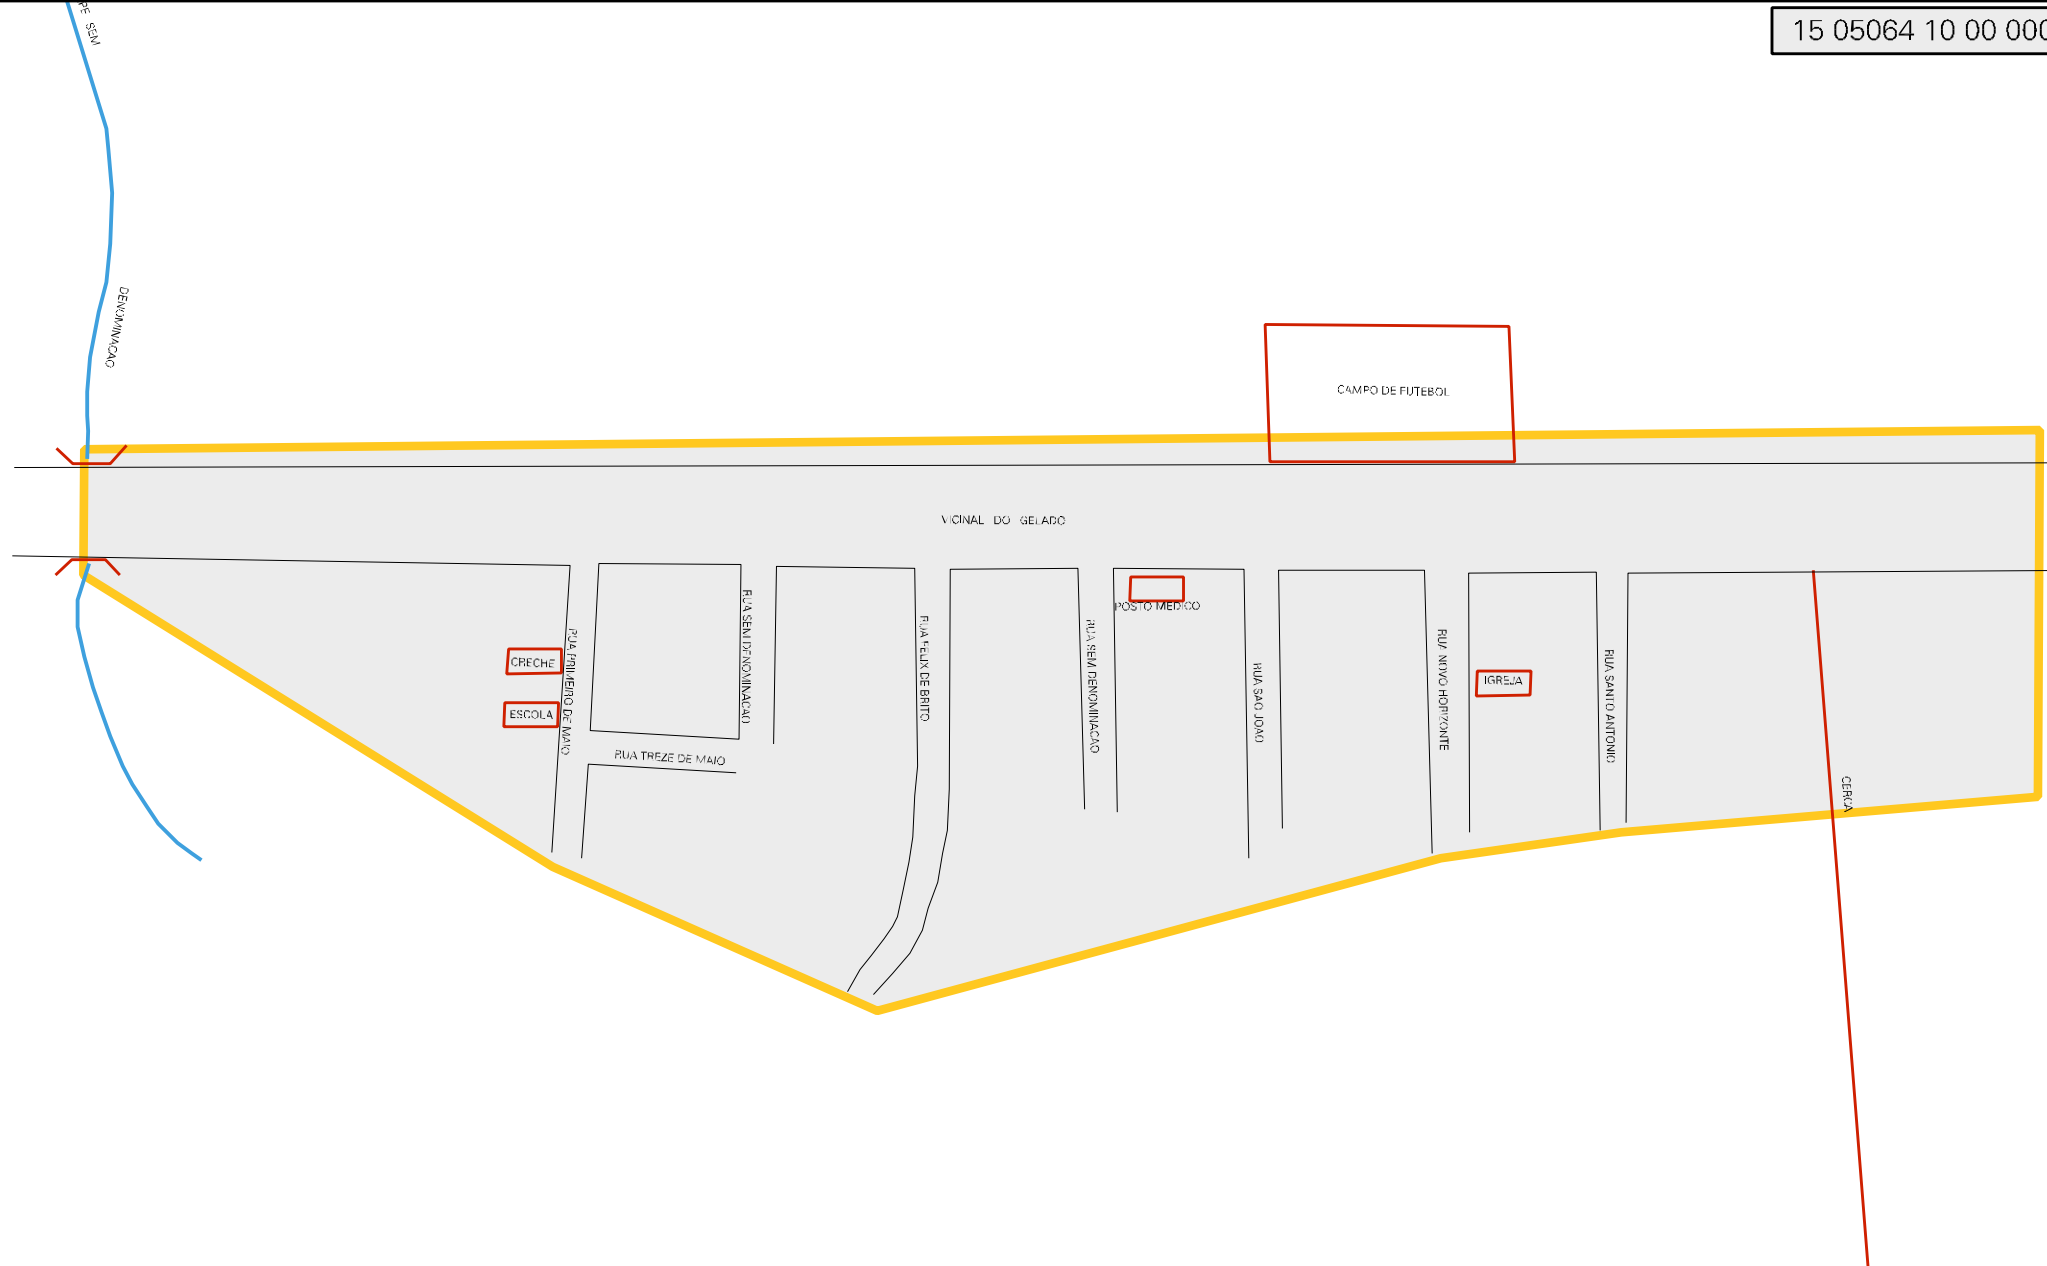 PE SEM
15 05064 10 00 000
DENOMINACAO
CAMPO DE FUTEBOL
VICINAL DO GELADO
POSTO MEDICO
CRECHE
ESCOLA
RUA PRIMEIRO DE MAIO
RUA SEM DENOMINACAO
RUA TREZE DE MAIO
RUA FELIX DE BRITO
RUA SEM DENOMINACAO
RUA SAO JOAO
RUA NOVO HORIZONTE
IGREJA
RUA SANTO ANTONIO
CERCA